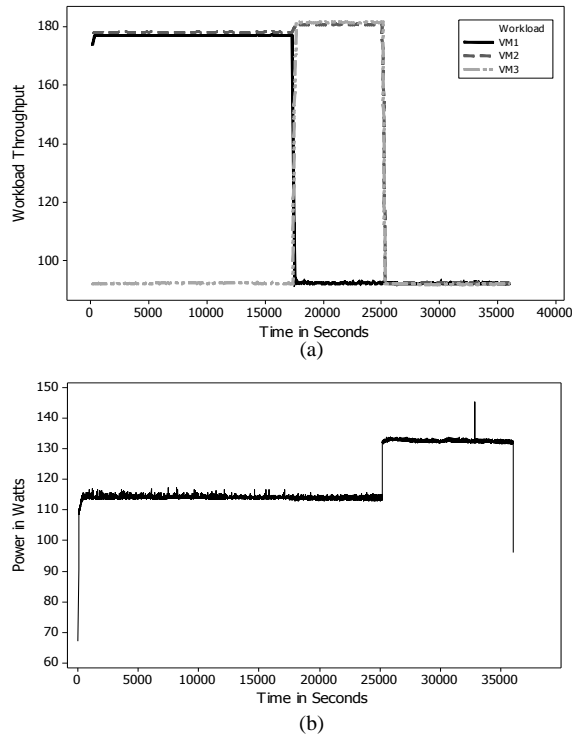 180
160
140
120
100
Workload Throughput
Workload
VM1
VM2
VM3
0 5000 10000 15000 20000 25000 30000 35000 40000
Time in Seconds
(a)
150
140
130
120
110
100
90
80
70
60
Power in Watts
0 5000 10000 15000 20000 25000 30000 35000
Time in Seconds
(b)